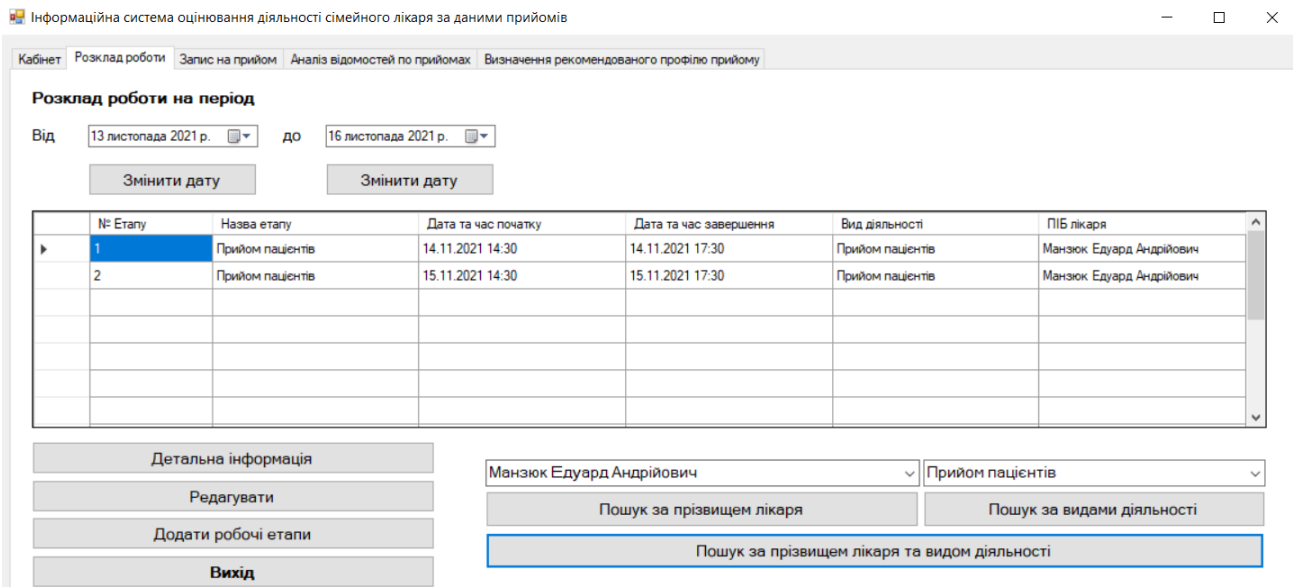 Інформаційна система оцінювання діяльності сімейного лікаря за даними прийомів
Кабінет Розклад роботи Запис на прийом Аналіз відомостей по прийомах Визначення рекомендованого профілю прийому
Розклад роботи на період
Від 13 листопада 2021 р. до 16 листопада 2021 р.
Змінити дату Змінити дату
№ Етапу Назва етапу Дата та час початку Дата та час завершення Вид діяльності ПІБ лікаря
1 Прийом пацієнтів 14.11.2021 14:30 14.11.2021 17:30 Прийом пацієнтів Манзюк Едуард Андрійович
2 Прийом пацієнтів 15.11.2021 14:30 15.11.2021 17:30 Прийом пацієнтів Манзюк Едуард Андрійович
Детальна інформація
Манзюк Едуард Андрійович Прийом пацієнтів
Редагувати
Пошук за прізвищем лікаря Пошук за видами діяльності
Додати робочі етапи
Пошук за прізвищем лікаря та видом діяльності
Вихід